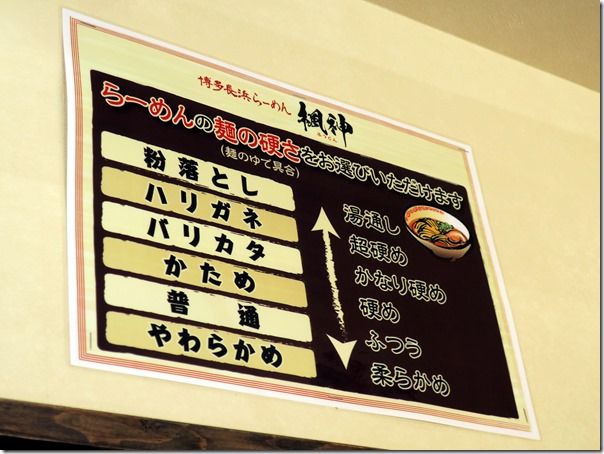 博多長浜らーめん 楓神
らーめんの麺の硬さをお選びいただけます
(麺のゆで具合)
粉落とし 湯通し
ハリガネ 超硬め
バリカタ かなり硬め
かため 硬め
普通 ふつう
やわらかめ 柔らかめ